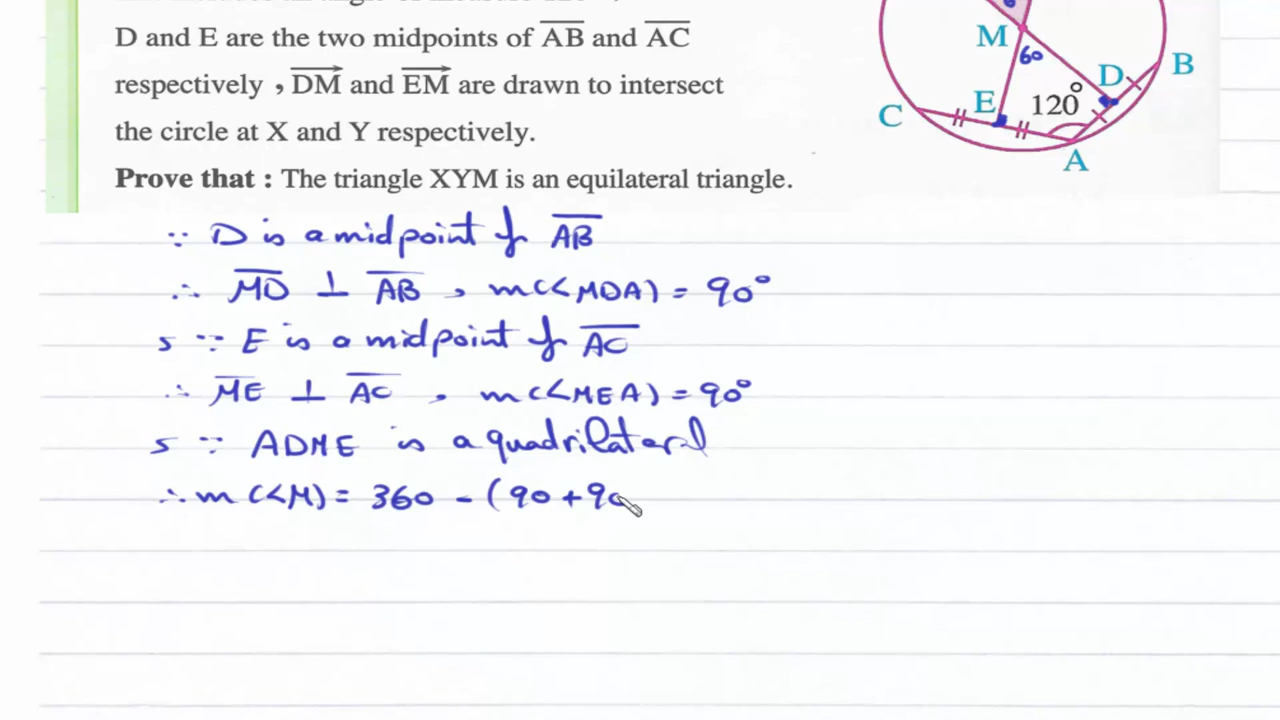 D and E are the two midpoints of AB and AC
respectively , DM and EM are drawn to intersect
the circle at X and Y respectively.
Prove that : The triangle XYM is an equilateral triangle.
M
60
D
B
C
E
120°
A
∵ D is a midpoint of AB
∴ MD ⊥ AB , m(<MDA) = 90°
, ∵ E is a midpoint of AC
∴ ME ⊥ AC , m(<MEA) = 90°
, ∵ ADME is a quadrilateral
∴ m(<M) = 360 - (90 + 90